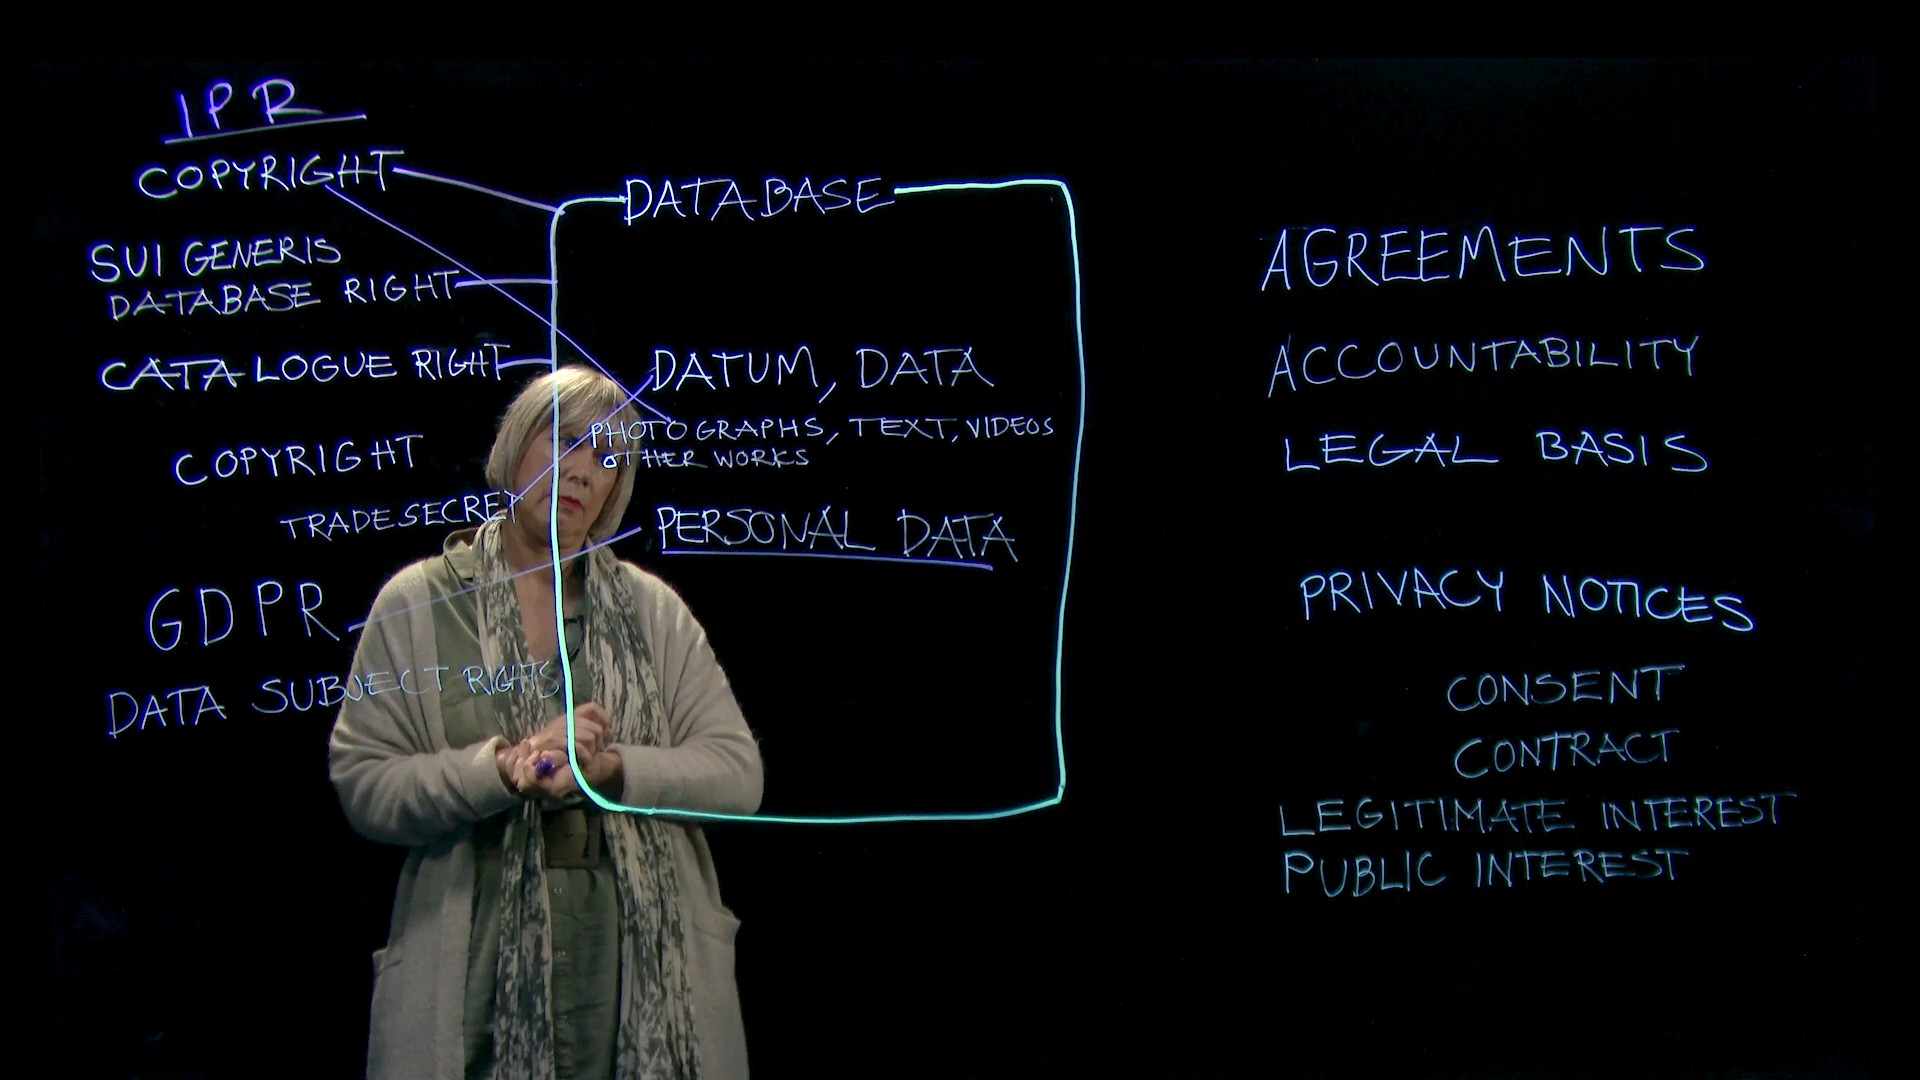 IPR
COPYRIGHT
SUI GENERIS
DATABASE RIGHT
CATALOGUE RIGHT
COPYRIGHT
TRADESECRET
GDPR
DATA SUBJECT RIGHTS
DATABASE
DATUM, DATA
PHOTOGRAPHS, TEXT, VIDEOS
OTHER WORKS
PERSONAL DATA
AGREEMENTS
ACCOUNTABILITY
LEGAL BASIS
PRIVACY NOTICES
CONSENT
CONTRACT
LEGITIMATE INTEREST
PUBLIC INTEREST